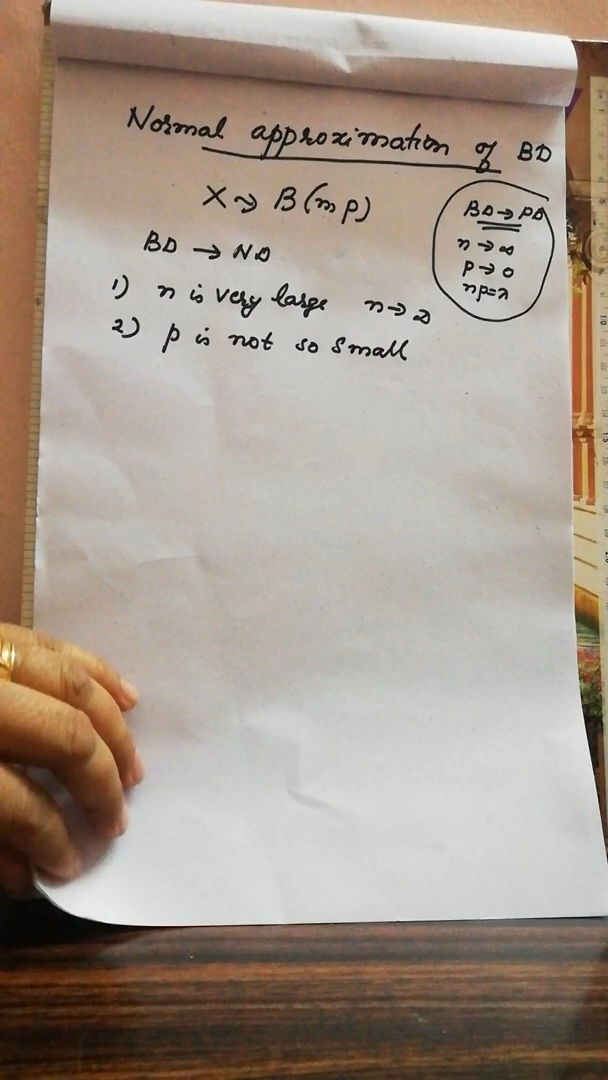 Normal approximation of BD
X → B(n p)
BD → ND
1) n is very large n → ∞
2) p is not so small
BD → PD
n → ∞
p → 0
np = λ